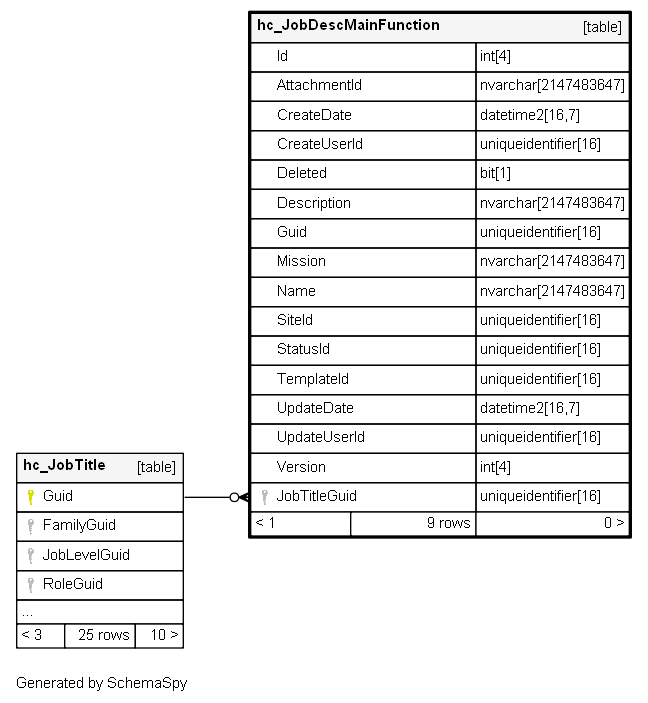 hc_JobDescMainFunction [table]
Id int[4]
AttachmentId nvarchar[2147483647]
CreateDate datetime2[16,7]
CreateUserId uniqueidentifier[16]
Deleted bit[1]
Description nvarchar[2147483647]
Guid uniqueidentifier[16]
Mission nvarchar[2147483647]
Name nvarchar[2147483647]
SiteId uniqueidentifier[16]
StatusId uniqueidentifier[16]
TemplateId uniqueidentifier[16]
UpdateDate datetime2[16,7]
UpdateUserId uniqueidentifier[16]
Version int[4]
JobTitleGuid uniqueidentifier[16]
< 1 9 rows 0 >
hc_JobTitle [table]
Guid
FamilyGuid
JobLevelGuid
RoleGuid
...
< 3 25 rows 10 >
Generated by SchemaSpy